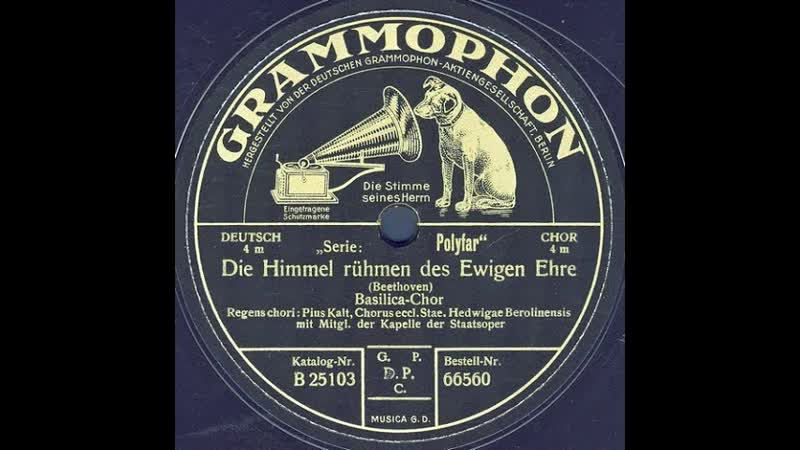 GRAMMOPHON
HERGESTELLT VON DER DEUTSCHEN GRAMMOPHON-AKTIENGESELLSCHAFT, BERLIN
Die Stimme
seines Herrn
Eingetragene
Schutzmarke
DEUTSCH
4 m
„Serie: Polyfar“
CHOR
4 m
Die Himmel rühmen des Ewigen Ehre
(Beethoven)
Basilica-Chor
Regens chori: Pius Kalt, Chorus eccl. Stae. Hedwigae Berolinensis
mit Mitgl. der Kapelle der Staatsoper
Katalog-Nr.
B 25103
G. P.
D. P.
C.
Bestell-Nr.
66560
MUSICA G. D.